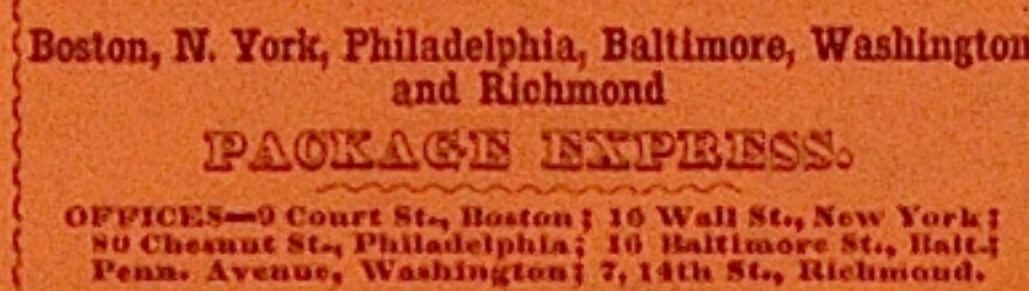 Boston, N. York, Philadelphia, Baltimore, Washington
and Richmond
PACKAGE EXPRESS.
OFFICES—9 Court St., Boston; 16 Wall St., New York;
80 Chesnut St., Philadelphia; 16 Baltimore St., Balt.;
Penn. Avenue, Washington; 7, 14th St., Richmond.